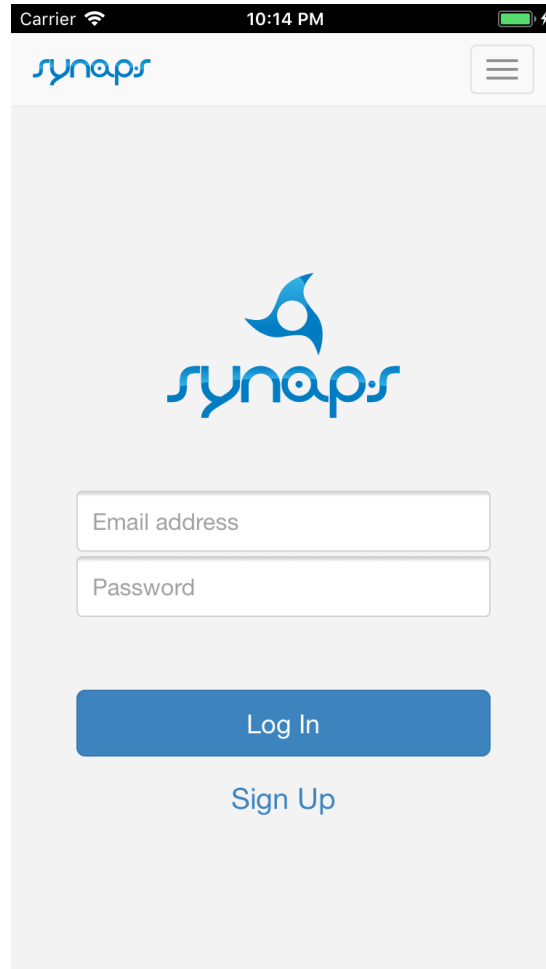 Carrier 10:14 PM
synaps
synaps
Email address
Password
Log In
Sign Up